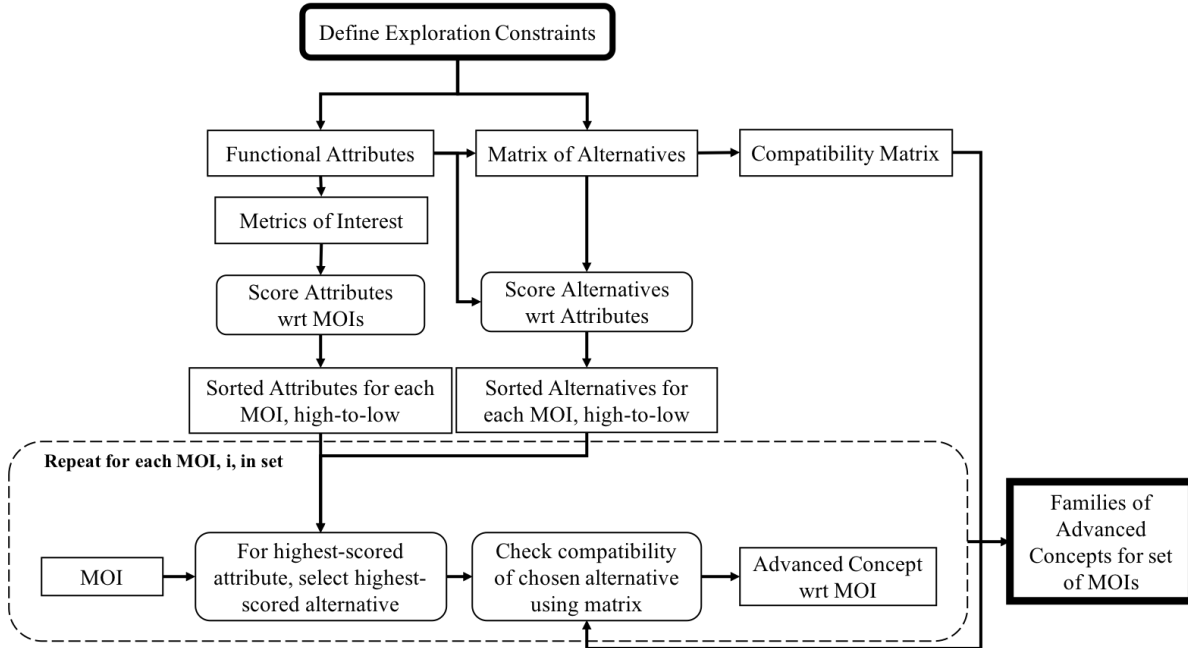 Define Exploration Constraints
Functional Attributes
Matrix of Alternatives
Compatibility Matrix
Metrics of Interest
Score Attributes
wrt MOIs
Score Alternatives
wrt Attributes
Sorted Attributes for each
MOI, high-to-low
Sorted Alternatives for
each MOI, high-to-low
Repeat for each MOI, i, in set
MOI
For highest-scored
attribute, select highest-
scored alternative
Check compatibility
of chosen alternative
using matrix
Advanced Concept
wrt MOI
Families of
Advanced
Concepts for set
of MOIs